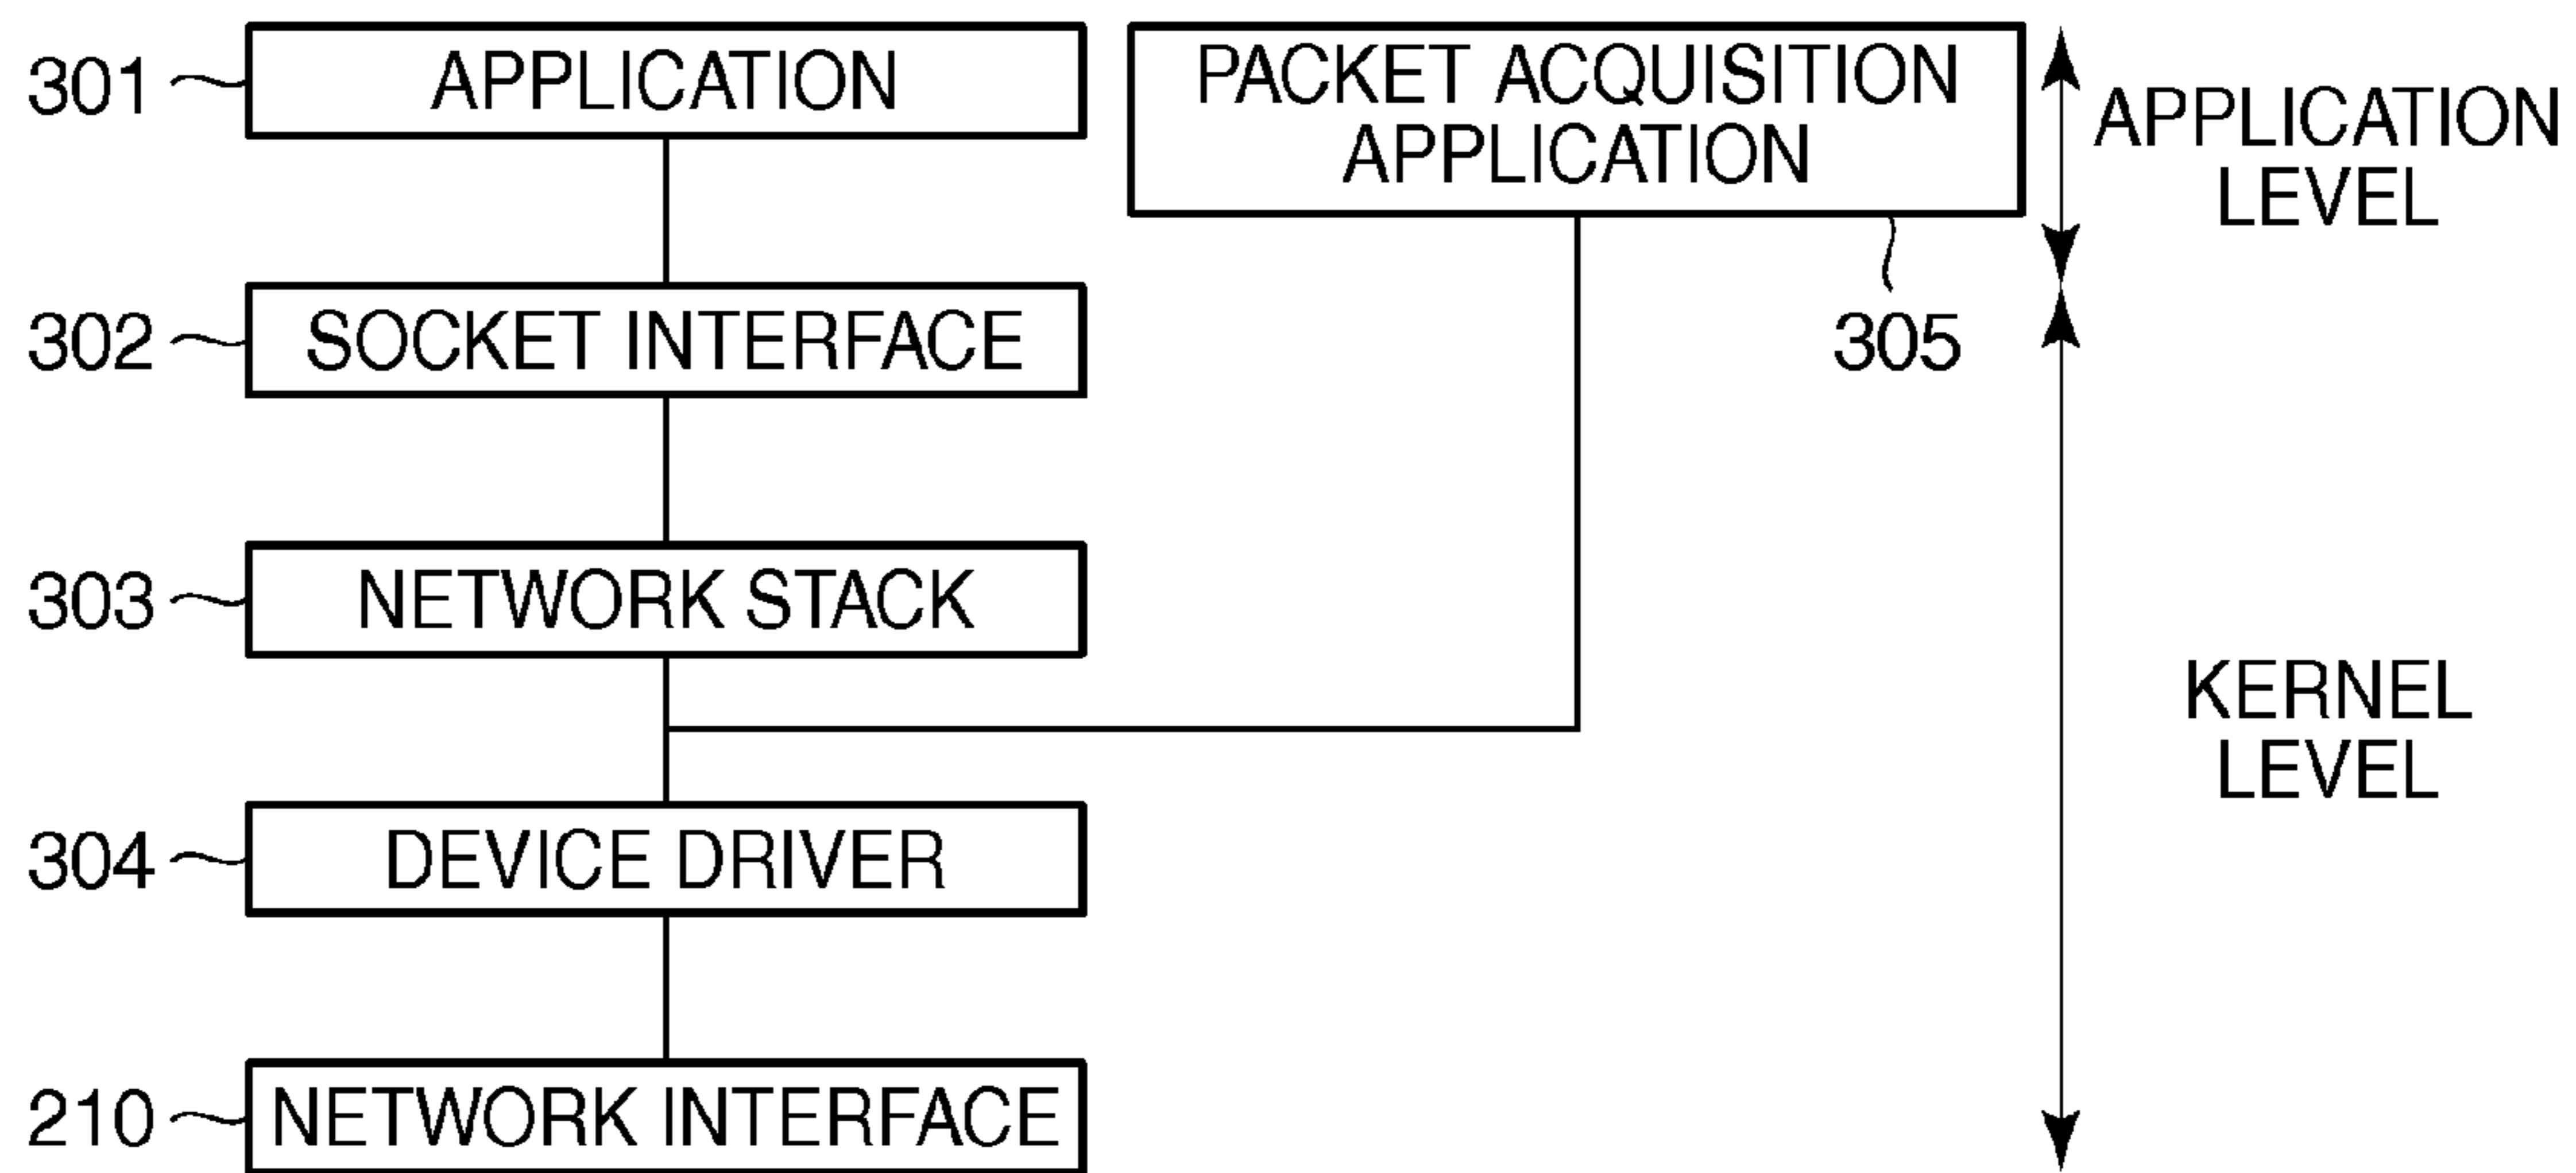 301
APPLICATION
PACKET ACQUISITION
APPLICATION
APPLICATION
LEVEL
302
SOCKET INTERFACE
305
303
NETWORK STACK
KERNEL
LEVEL
304
DEVICE DRIVER
210
NETWORK INTERFACE